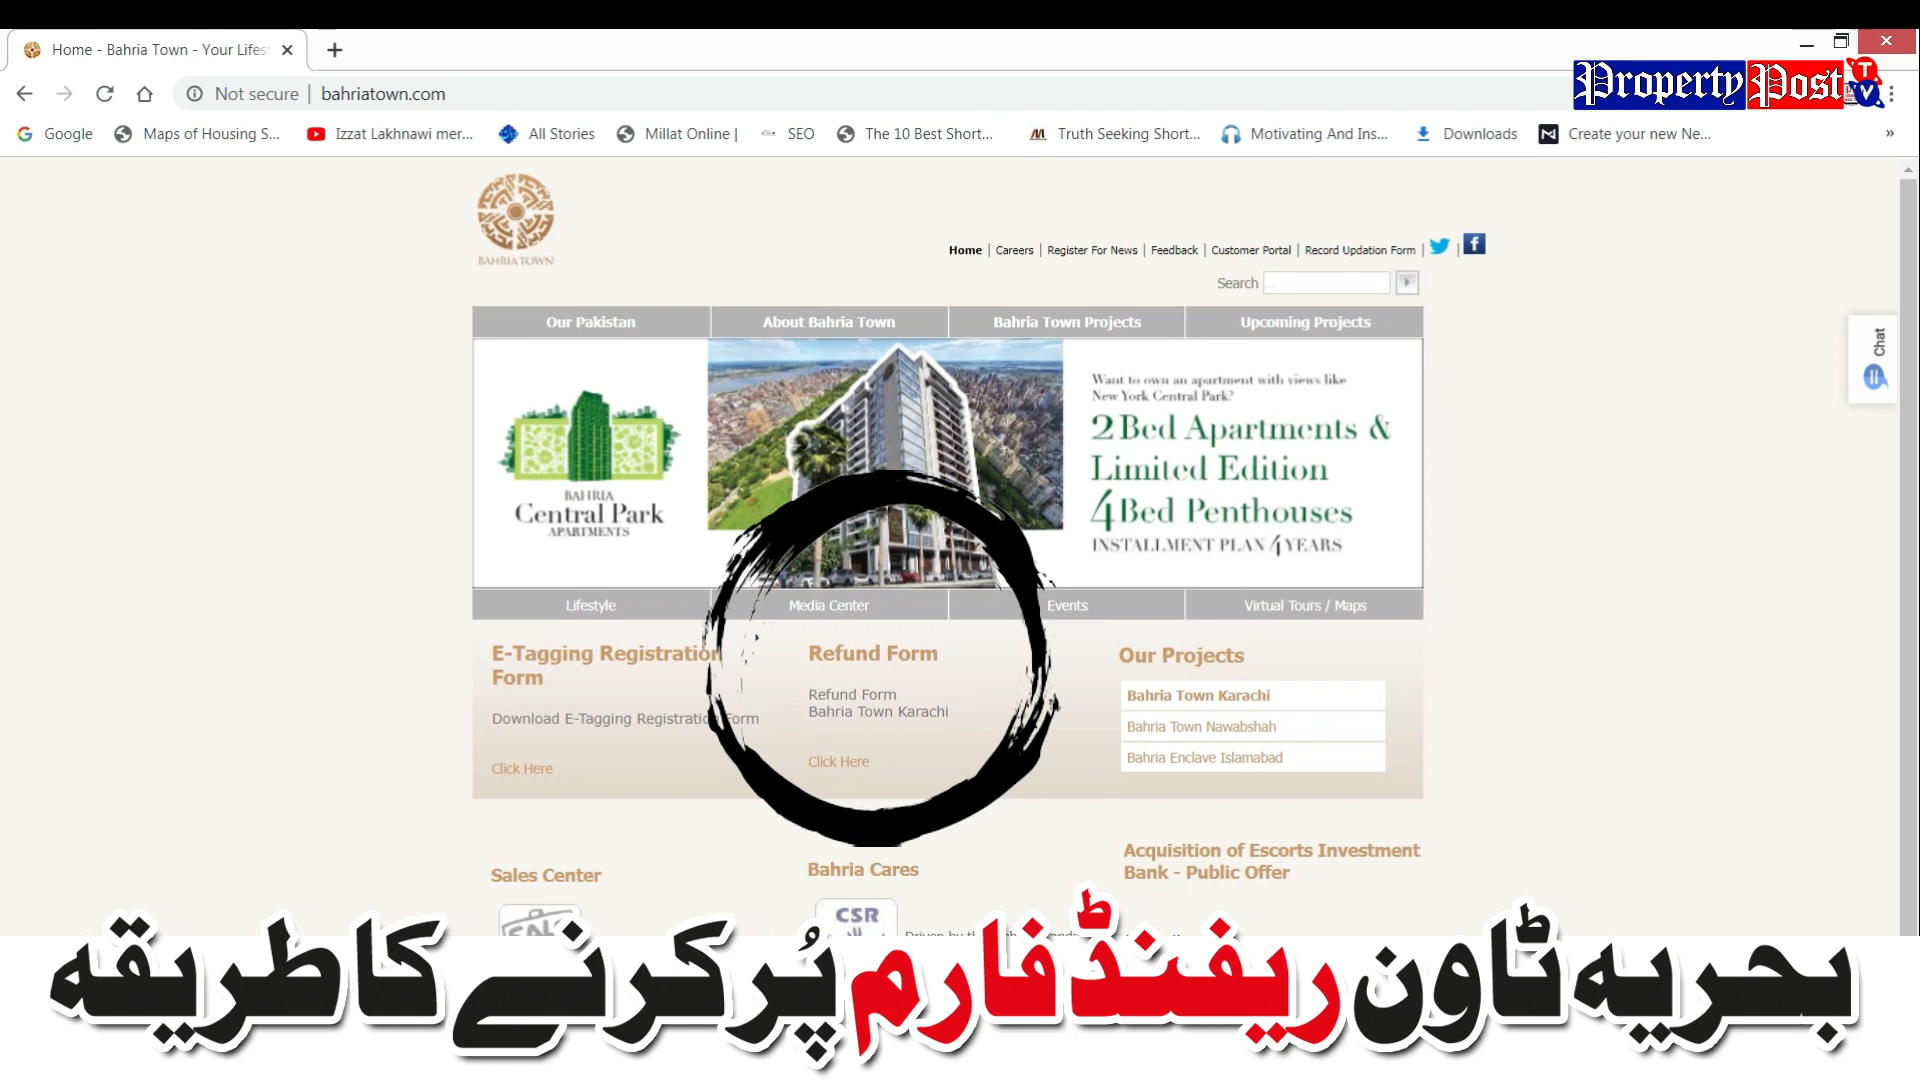 Home - Bahria Town - Your Lifes
Property Post TV
Not secure | bahriatown.com
Google Maps of Housing S... Izzat Lakhnawi mer... All Stories Millat Online | SEO The 10 Best Short... Truth Seeking Short... Motivating And Ins... Downloads Create your new Ne... »
BAHRIA TOWN
Home | Careers | Register For News | Feedback | Customer Portal | Record Updation Form |
Search
Our Pakistan About Bahria Town Bahria Town Projects Upcoming Projects
Chat
BAHRIA
Central Park
APARTMENTS
Want to own an apartment with views like
New York Central Park?
2 Bed Apartments &
Limited Edition
4 Bed Penthouses
INSTALLMENT PLAN 4 YEARS
Lifestyle Media Center Events Virtual Tours / Maps
E-Tagging Registration
Form
Download E-Tagging Registration Form
Click Here
Refund Form
Refund Form
Bahria Town Karachi
Click Here
Our Projects
Bahria Town Karachi
Bahria Town Nawabshah
Bahria Enclave Islamabad
Sales Center
Bahria Cares
CSR
Acquisition of Escorts Investment
Bank - Public Offer
بحریہ ٹاون ریفنڈ فارم پُر کرنے کا طریقہ